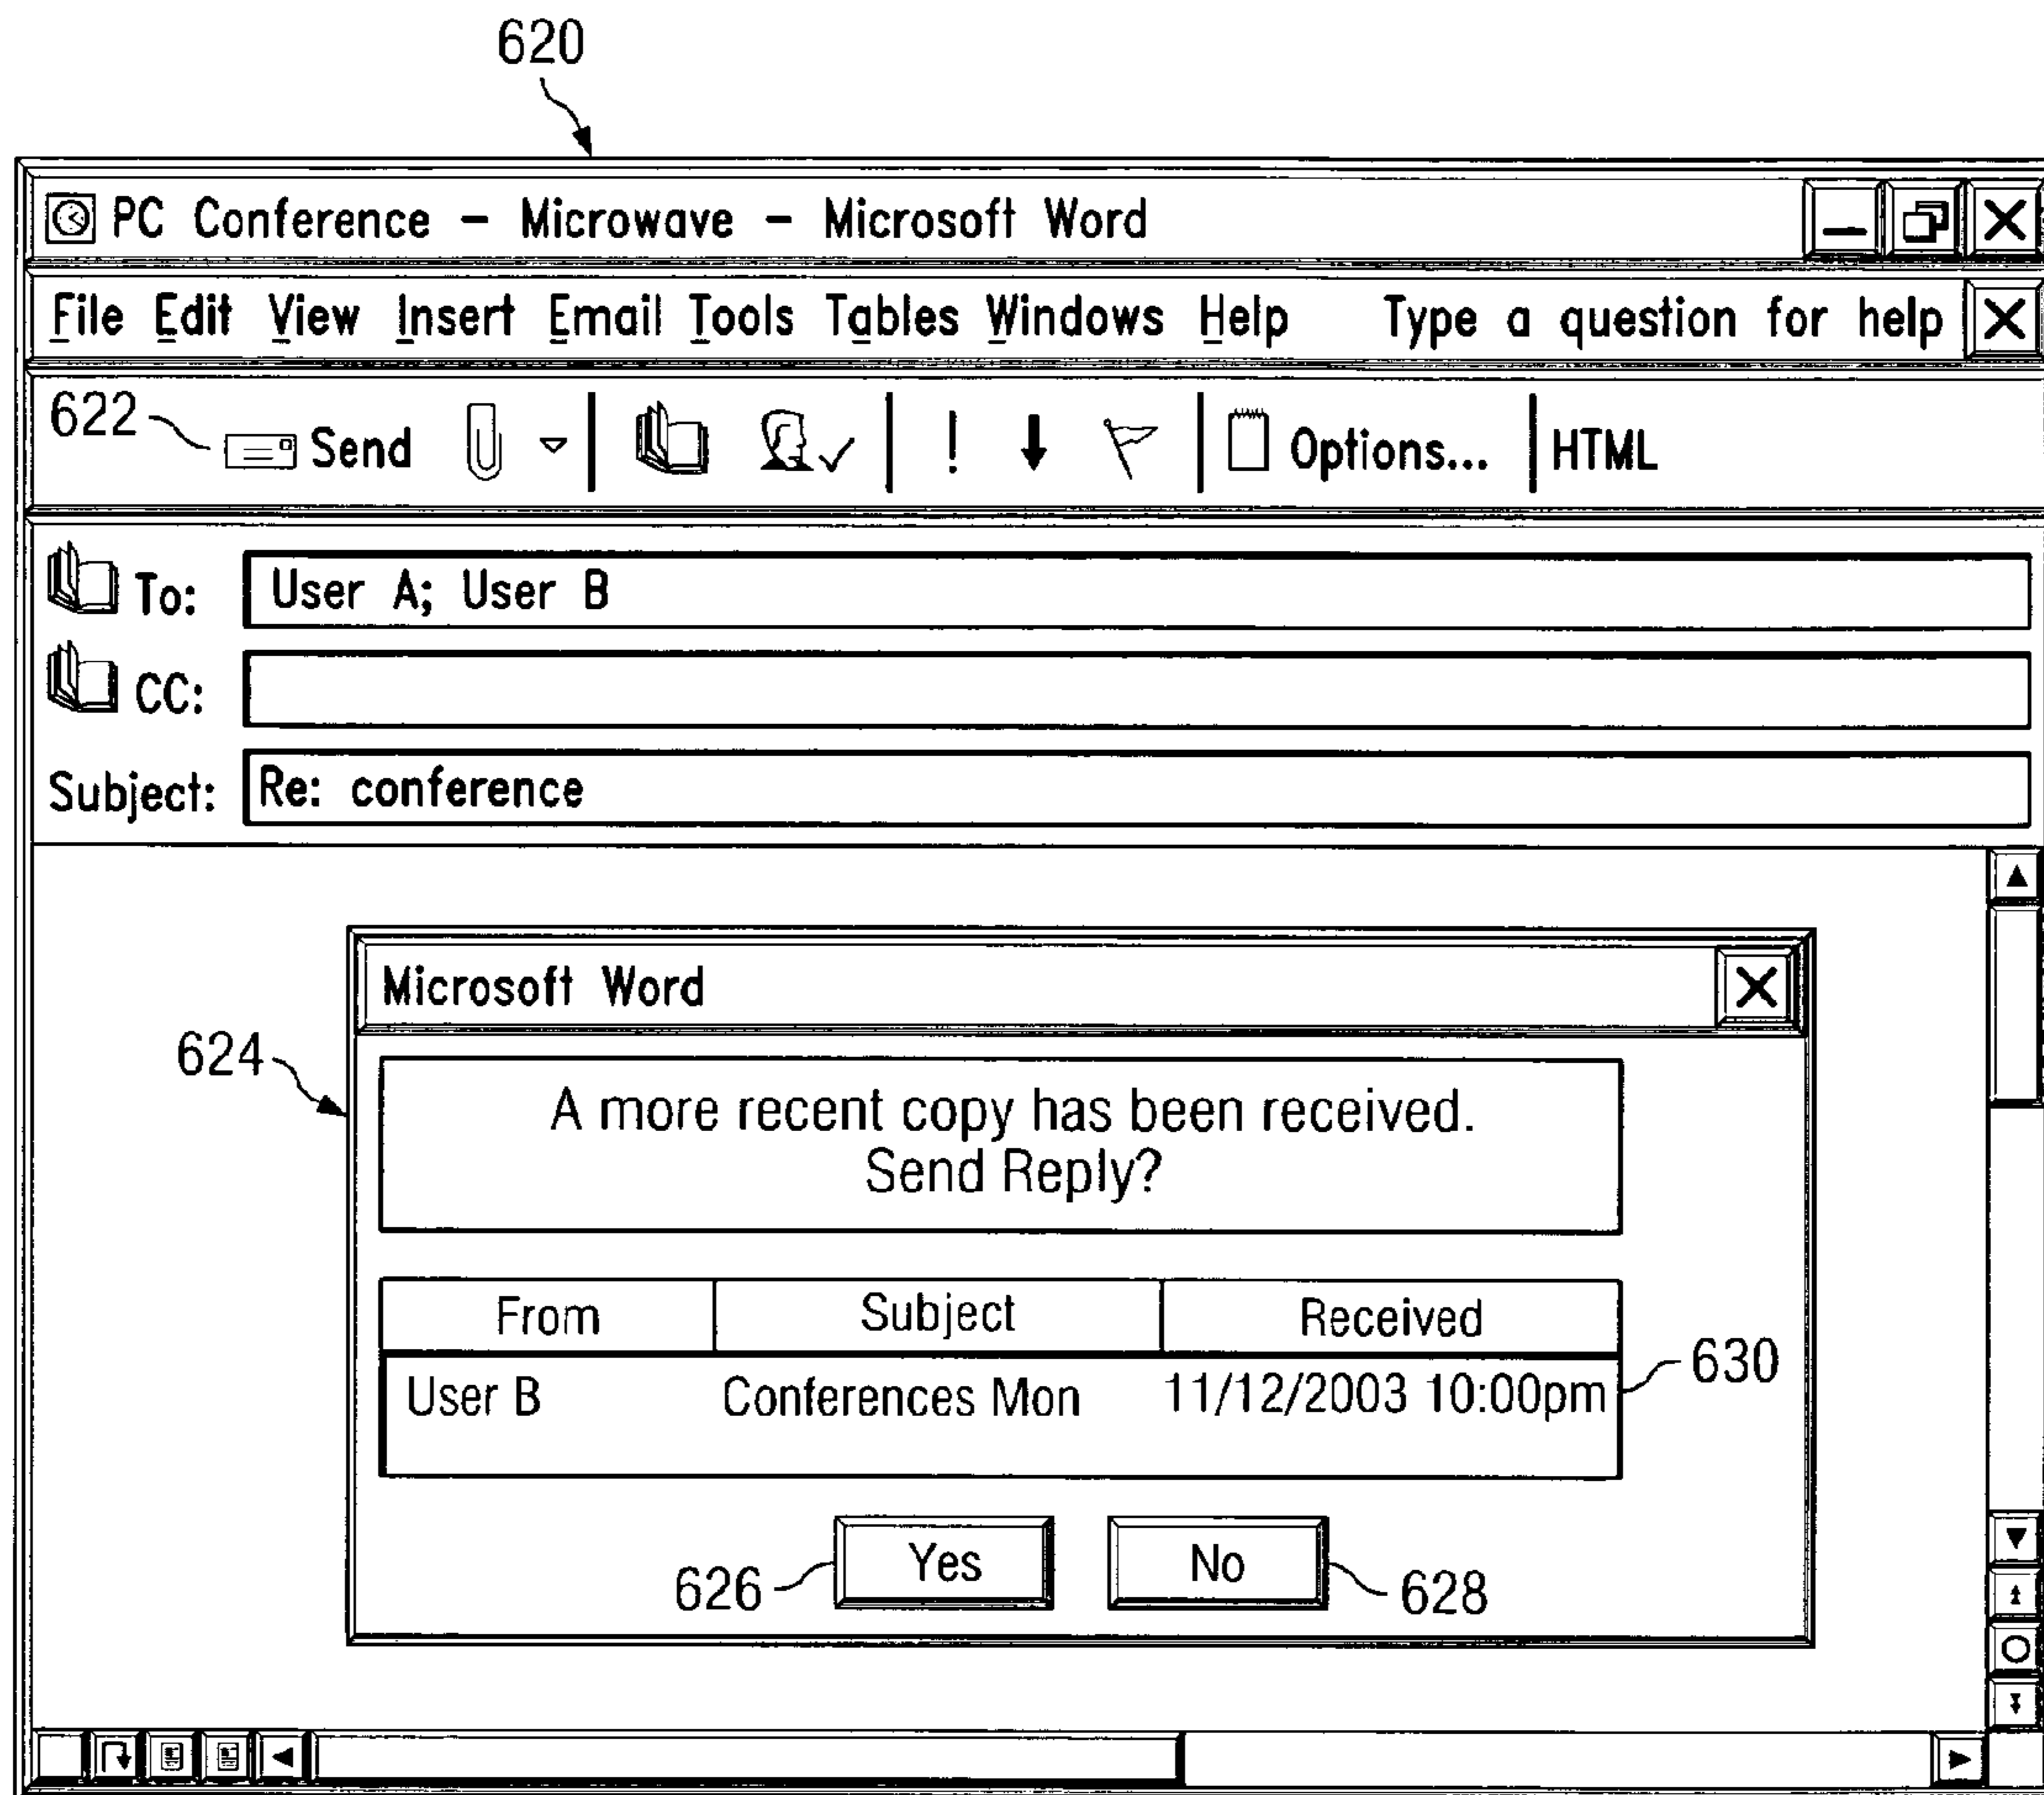 620
PC Conference - Microwave - Microsoft Word
File Edit View Insert Email Tools Tables Windows Help Type a question for help
622 Send ! Options... HTML
To: User A; User B
CC:
Subject: Re: conference
Microsoft Word
624
A more recent copy has been received.
Send Reply?
From Subject Received
User B Conferences Mon 11/12/2003 10:00pm 630
Yes No
626 628